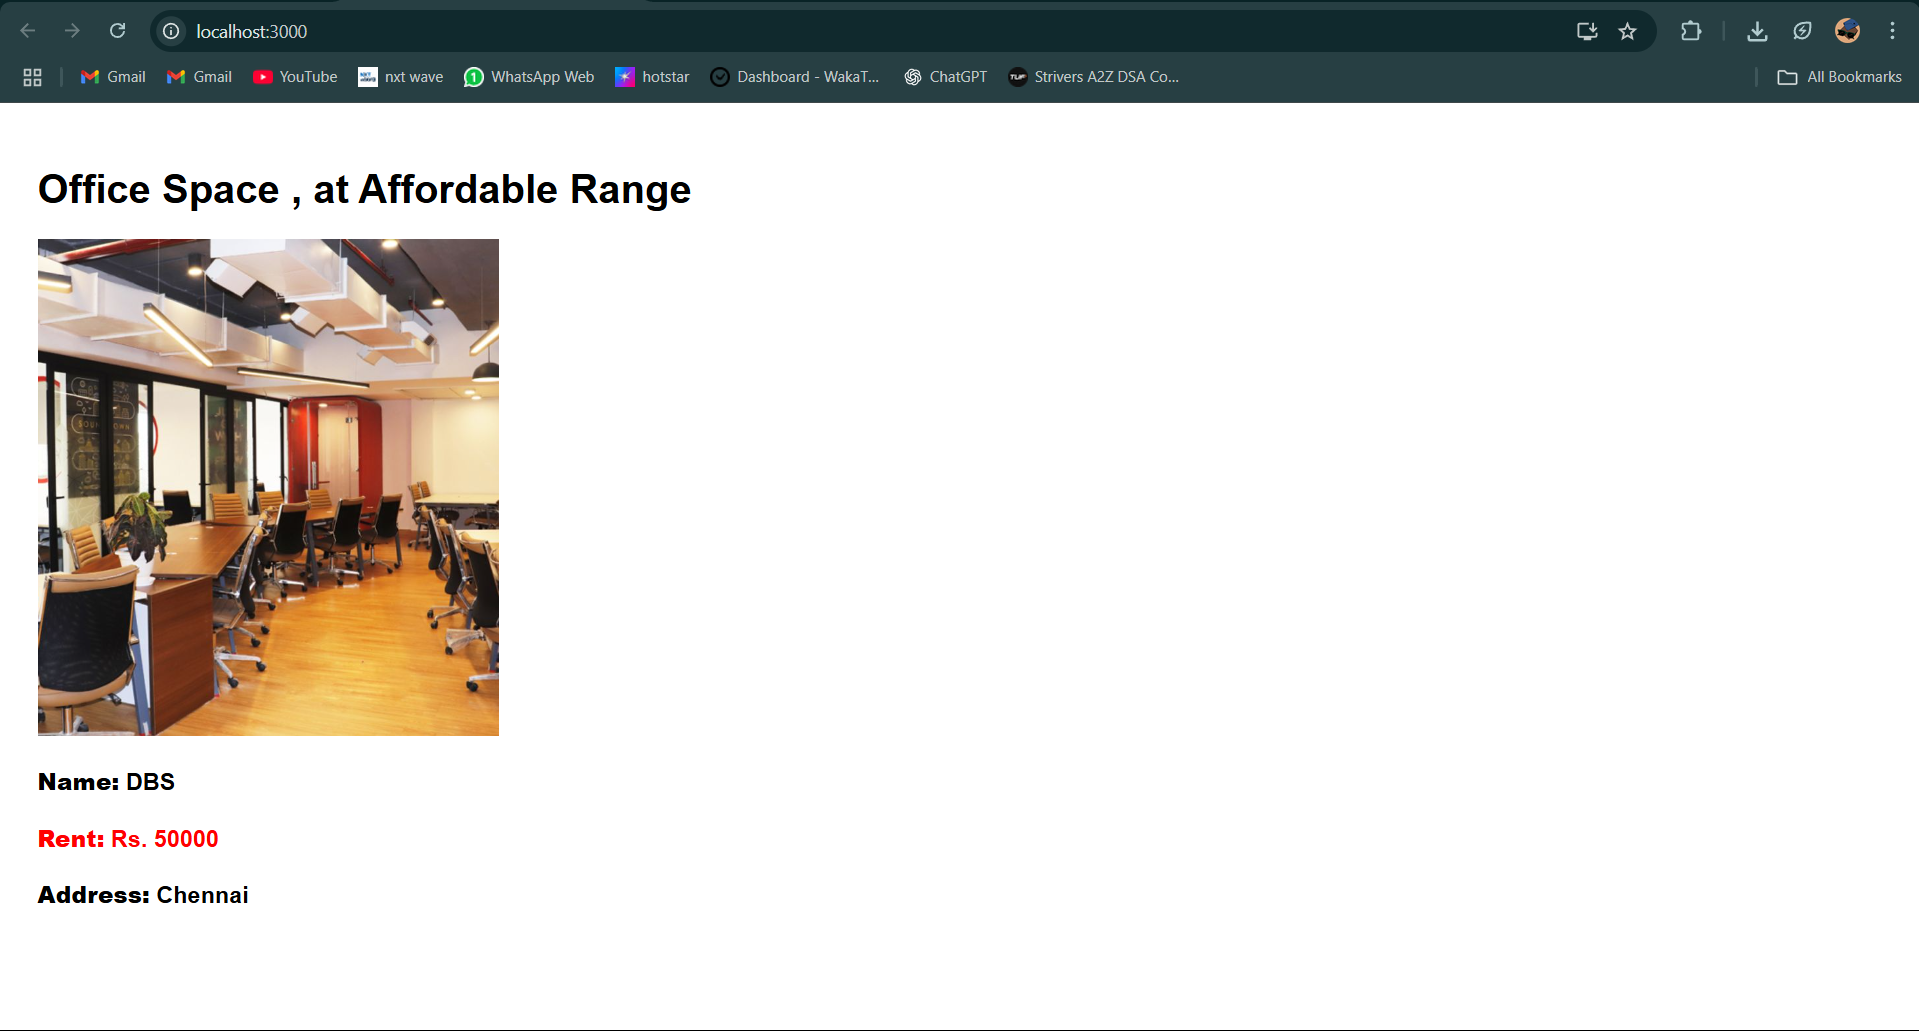 localhost:3000
Gmail Gmail YouTube nxt wave WhatsApp Web hotstar Dashboard - WakaT... ChatGPT TUF Strivers A2Z DSA Co... All Bookmarks
Office Space , at Affordable Range
Name: DBS
Rent: Rs. 50000
Address: Chennai